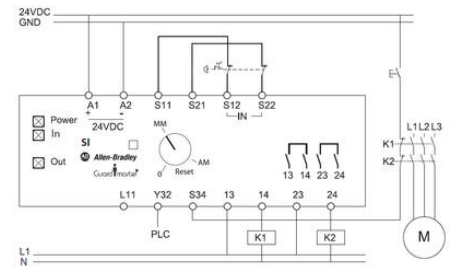 24VDC
GND
A1 A2 S11 S21 S12 S22
+ -
24VDC
IN
Power
In
Out
SI
AB Allen-Bradley
Guardmaster
MM
AM
0 Reset
13 14 23 24
L11 Y32 S34 13 14 23 24
PLC
K1 K2
L1
N
L1 L2 L3
K1
K2
M